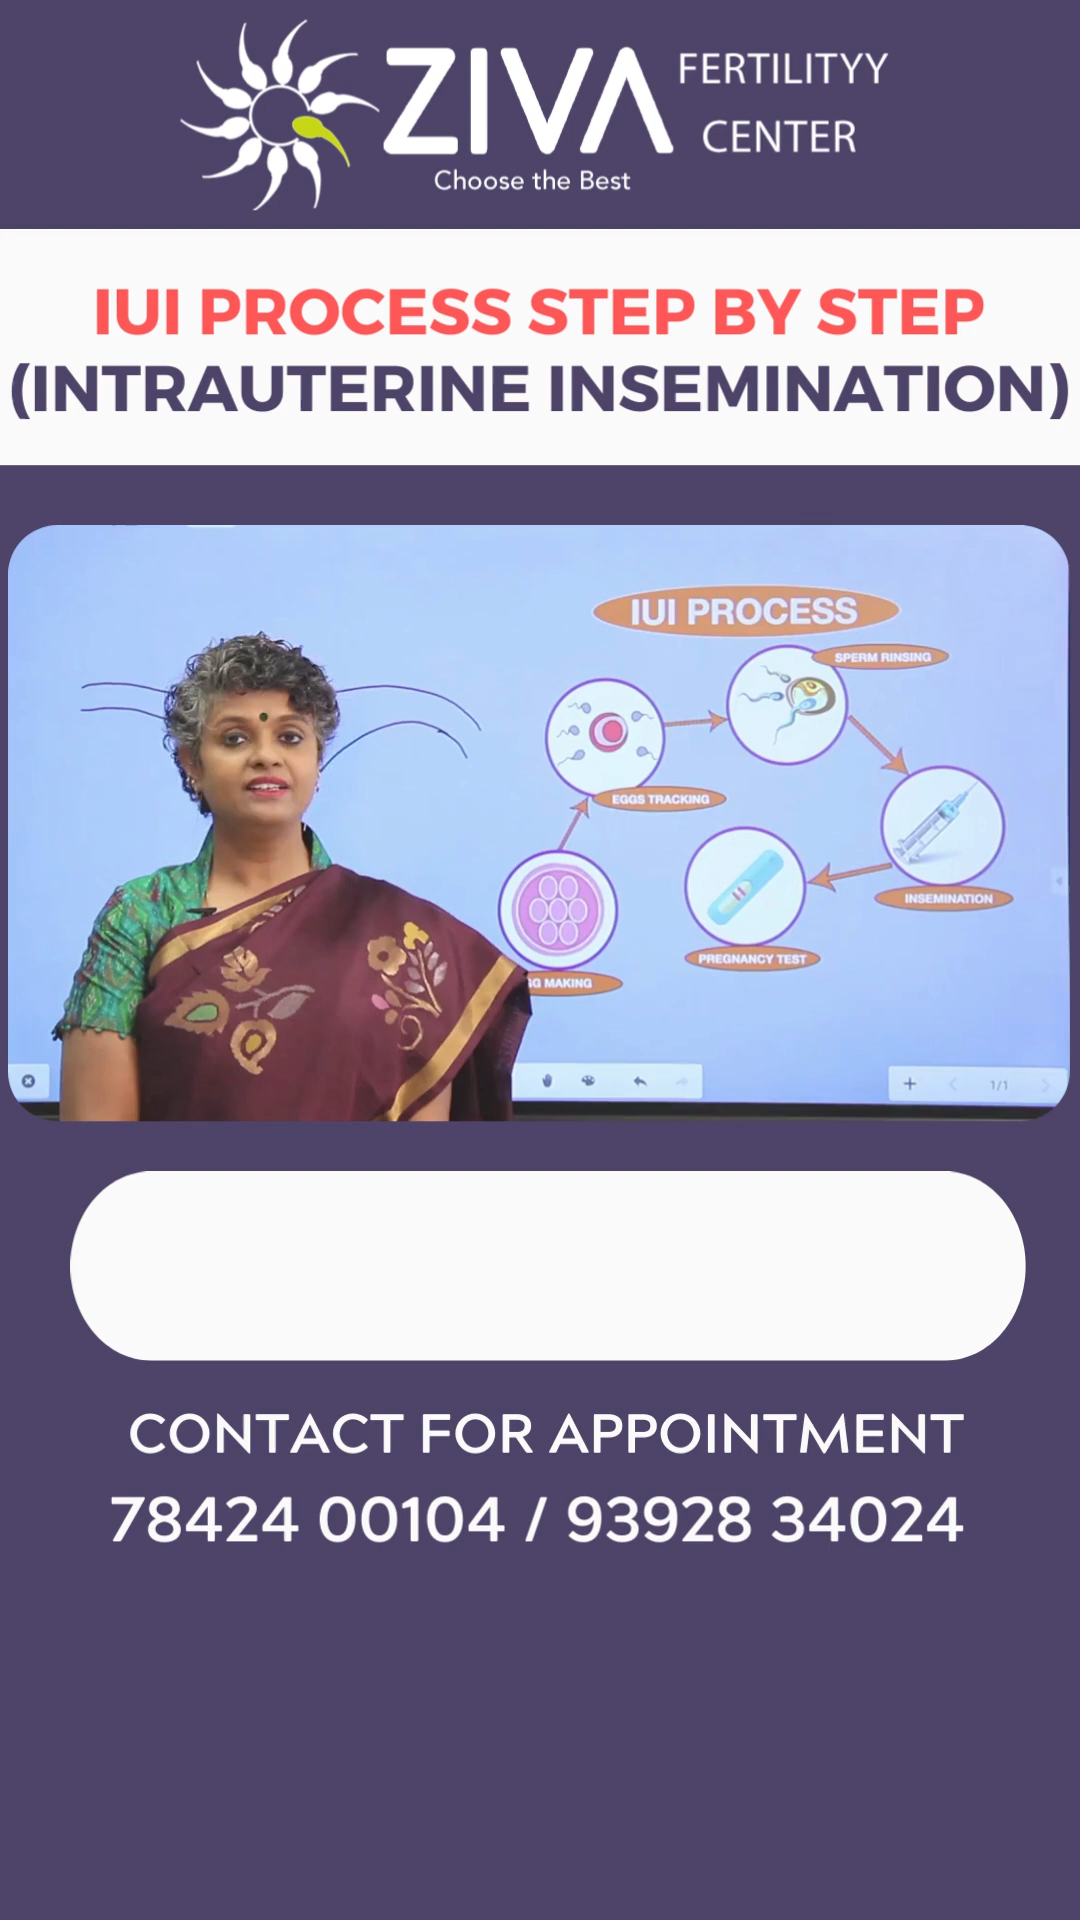 ZIVA
FERTILITYY
CENTER
Choose the Best
IUI PROCESS STEP BY STEP
(INTRAUTERINE INSEMINATION)
IUI PROCESS
SPERM RINSING
EGGS TRACKING
INSEMINATION
PREGNANCY TEST
GG MAKING
1/1
CONTACT FOR APPOINTMENT
78424 00104 / 93928 34024